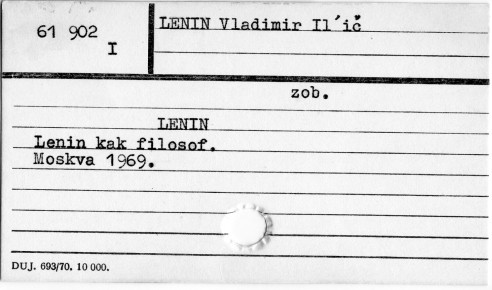 61 902
I
LENIN Vladimir Il´ič
zob.
LENIN
Lenin kak filosof.
Moskva 1969.
DUJ. 693/70. 10 000.